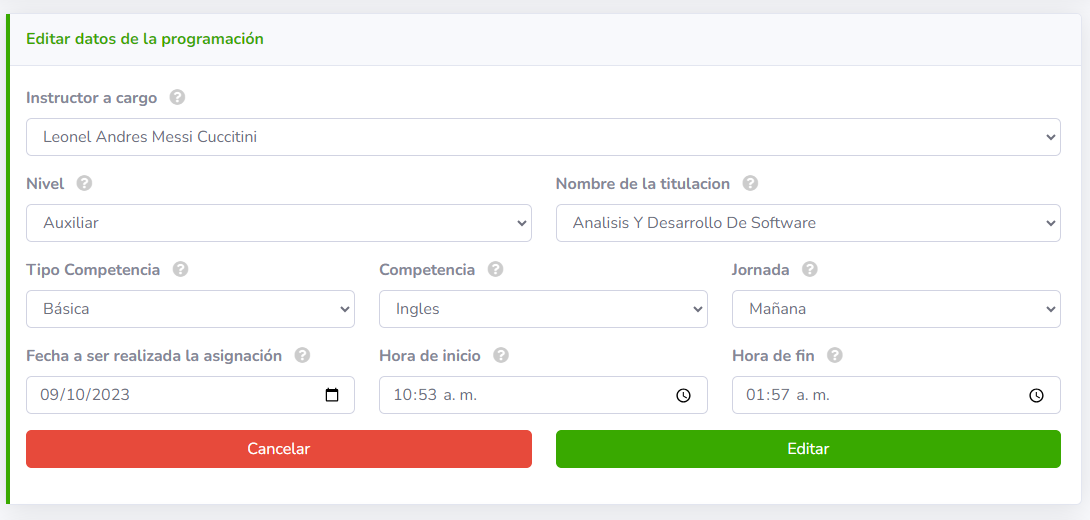 Editar datos de la programación
Instructor a cargo ?
Leonel Andres Messi Cuccitini
Nivel ? Nombre de la titulacion ?
Auxiliar Analisis Y Desarrollo De Software
Tipo Competencia ? Competencia ? Jornada ?
Básica Ingles Mañana
Fecha a ser realizada la asignación ? Hora de inicio ? Hora de fin ?
09/10/2023 10:53 a. m. 01:57 a. m.
Cancelar Editar